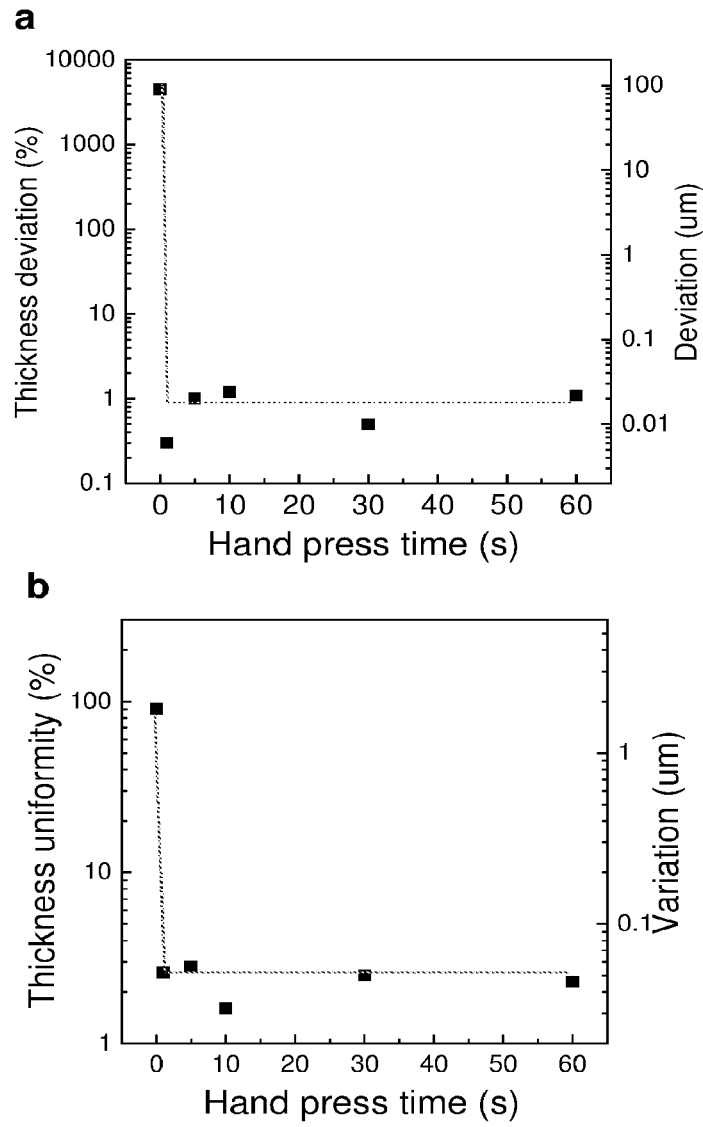 a
Thickness deviation (%)
10000
1000
100
10
1
0.1
100
10
1
0.1
0.01
Deviation (um)
0 10 20 30 40 50 60
Hand press time (s)
b
Thickness uniformity (%)
100
10
1
1
0.1
Variation (um)
0 10 20 30 40 50 60
Hand press time (s)